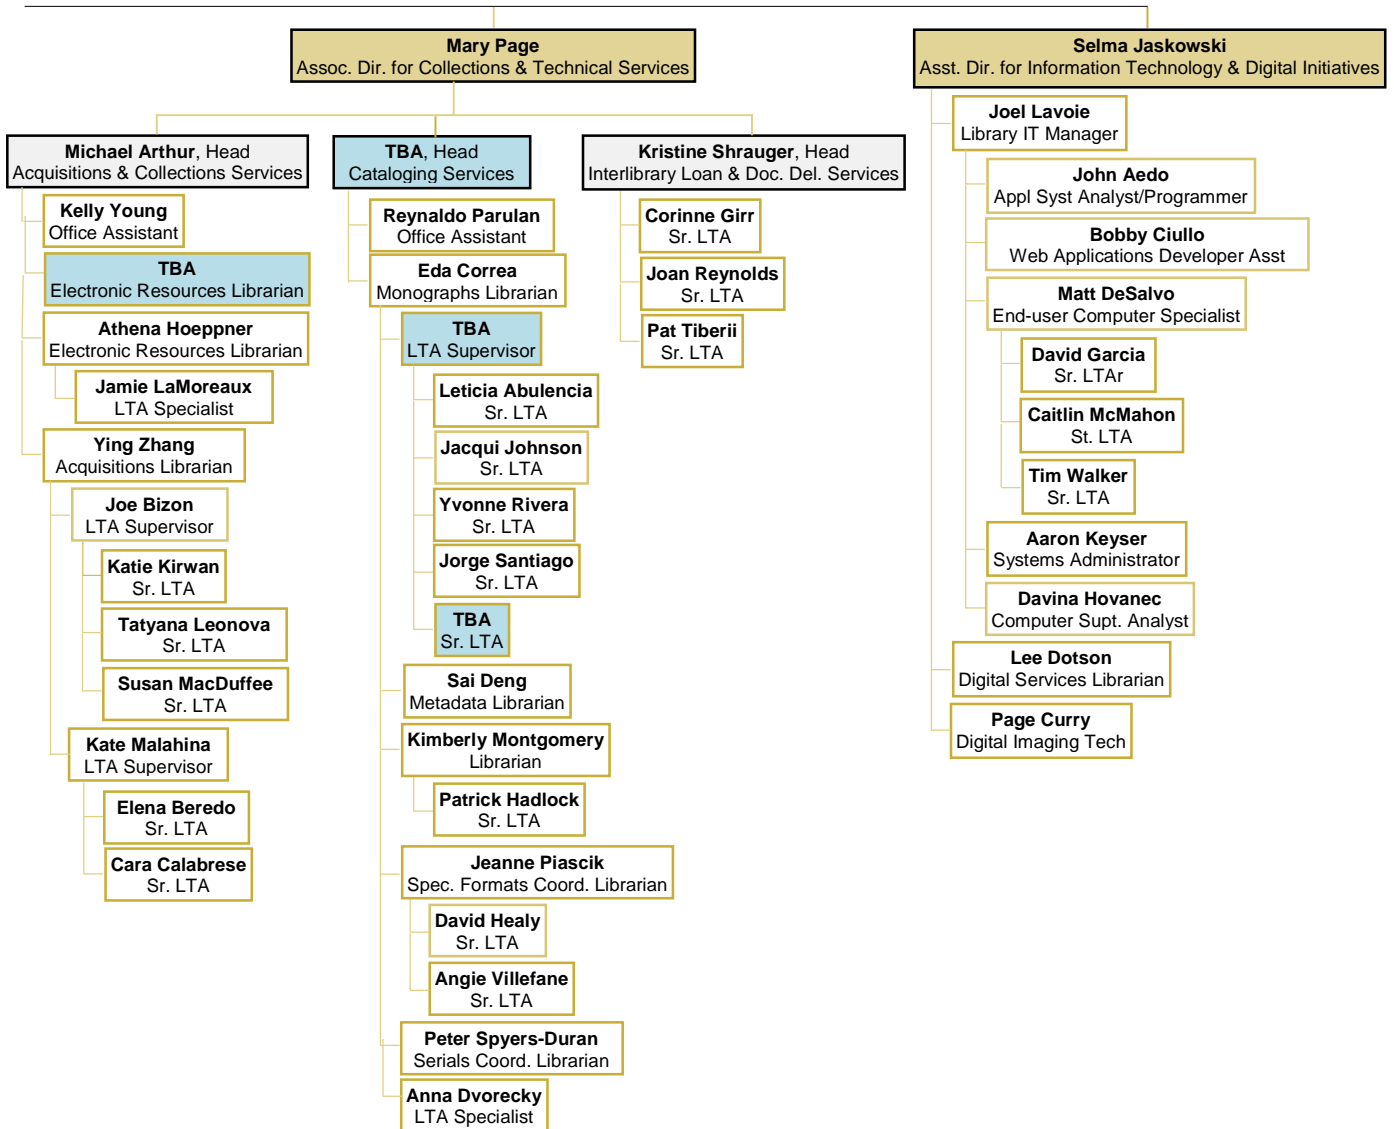 Mary Page
Assoc. Dir. for Collections & Technical Services
Selma Jaskowski
Asst. Dir. for Information Technology & Digital Initiatives
Michael Arthur, Head
Acquisitions & Collections Services
Kelly Young
Office Assistant
TBA
Electronic Resources Librarian
Athena Hoeppner
Electronic Resources Librarian
Jamie LaMoreaux
LTA Specialist
Ying Zhang
Acquisitions Librarian
Joe Bizon
LTA Supervisor
Katie Kirwan
Sr. LTA
Tatyana Leonova
Sr. LTA
Susan MacDuffee
Sr. LTA
Kate Malahina
LTA Supervisor
Elena Beredo
Sr. LTA
Cara Calabrese
Sr. LTA
TBA, Head
Cataloging Services
Reynaldo Parulan
Office Assistant
Eda Correa
Monographs Librarian
TBA
LTA Supervisor
Leticia Abulencia
Sr. LTA
Jacqui Johnson
Sr. LTA
Yvonne Rivera
Sr. LTA
Jorge Santiago
Sr. LTA
TBA
Sr. LTA
Sai Deng
Metadata Librarian
Kimberly Montgomery
Librarian
Patrick Hadlock
Sr. LTA
Jeanne Piascik
Spec. Formats Coord. Librarian
David Healy
Sr. LTA
Angie Villefane
Sr. LTA
Peter Spyers-Duran
Serials Coord. Librarian
Anna Dvorecky
LTA Specialist
Kristine Shrauger, Head
Interlibrary Loan & Doc. Del. Services
Corinne Girr
Sr. LTA
Joan Reynolds
Sr. LTA
Pat Tiberii
Sr. LTA
Joel Lavoie
Library IT Manager
John Aedo
Appl Syst Analyst/Programmer
Bobby Ciullo
Web Applications Developer Asst
Matt DeSalvo
End-user Computer Specialist
David Garcia
Sr. LTAr
Caitlin McMahon
St. LTA
Tim Walker
Sr. LTA
Aaron Keyser
Systems Administrator
Davina Hovanec
Computer Supt. Analyst
Lee Dotson
Digital Services Librarian
Page Curry
Digital Imaging Tech